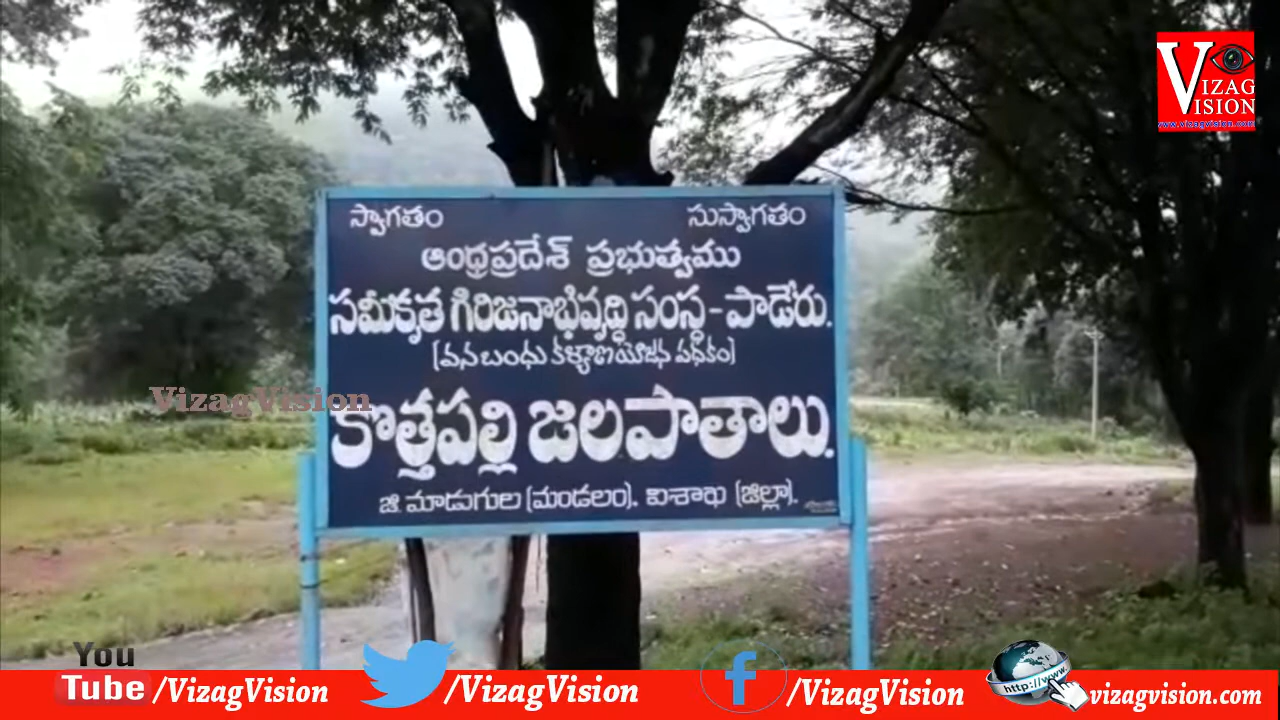 VIZAG
VISION
www.vizagvision.com
స్వాగతం సుస్వాగతం
ఆంధ్రప్రదేశ్ ప్రభుత్వము
సమీకృత గిరిజనాభివృద్ధి సంస్థ-పాడేరు.
(వన బంధు కళ్యాణ యోజన పథకం)
VizagVision
కొత్తపల్లి జలపాతాలు.
జి. మాడుగుల (మండలం). విశాఖ (జిల్లా).
You
Tube /VizagVision /VizagVision f /VizagVision http://www. vizagvision.com